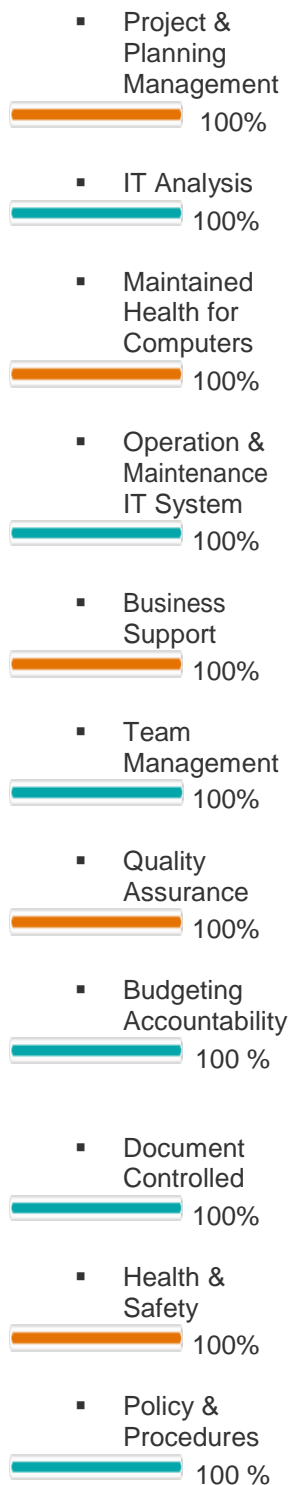 ▪ Project &
Planning
Management
100%
▪ IT Analysis
100%
▪ Maintained
Health for
Computers
100%
▪ Operation &
Maintenance
IT System
100%
▪ Business
Support
100%
▪ Team
Management
100%
▪ Quality
Assurance
100%
▪ Budgeting
Accountability
100 %
▪ Document
Controlled
100%
▪ Health &
Safety
100%
▪ Policy &
Procedures
100 %